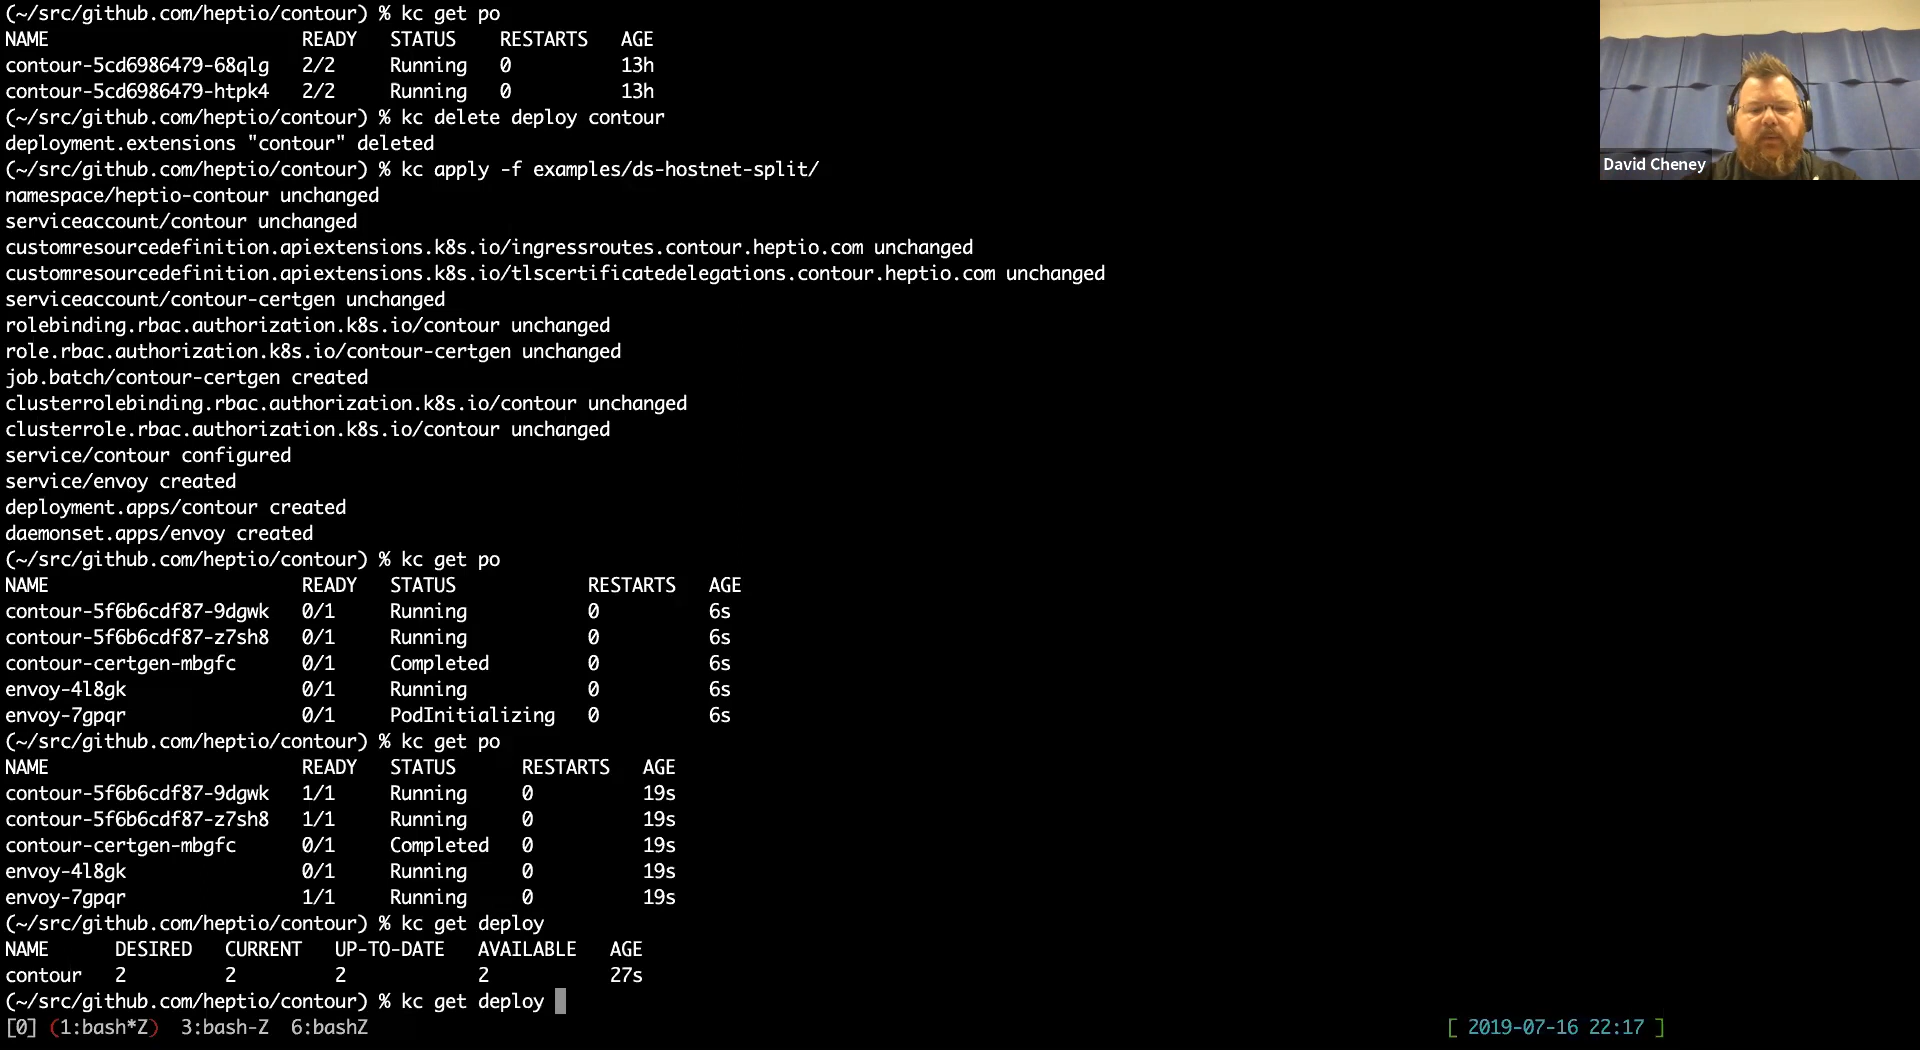 (~/src/github.com/heptio/contour) % kc get po
NAME READY STATUS RESTARTS AGE
contour-5cd6986479-68qlg 2/2 Running 0 13h
contour-5cd6986479-htpk4 2/2 Running 0 13h
(~/src/github.com/heptio/contour) % kc delete deploy contour
deployment.extensions "contour" deleted
(~/src/github.com/heptio/contour) % kc apply -f examples/ds-hostnet-split/
namespace/heptio-contour unchanged
serviceaccount/contour unchanged
customresourcedefinition.apiextensions.k8s.io/ingressroutes.contour.heptio.com unchanged
customresourcedefinition.apiextensions.k8s.io/tlscertificatedelegations.contour.heptio.com unchanged
serviceaccount/contour-certgen unchanged
rolebinding.rbac.authorization.k8s.io/contour unchanged
role.rbac.authorization.k8s.io/contour-certgen unchanged
job.batch/contour-certgen created
clusterrolebinding.rbac.authorization.k8s.io/contour unchanged
clusterrole.rbac.authorization.k8s.io/contour unchanged
service/contour configured
service/envoy created
deployment.apps/contour created
daemonset.apps/envoy created
(~/src/github.com/heptio/contour) % kc get po
NAME READY STATUS RESTARTS AGE
contour-5f6b6cdf87-9dgwk 0/1 Running 0 6s
contour-5f6b6cdf87-z7sh8 0/1 Running 0 6s
contour-certgen-mbgfc 0/1 Completed 0 6s
envoy-4l8gk 0/1 Running 0 6s
envoy-7gpqr 0/1 PodInitializing 0 6s
(~/src/github.com/heptio/contour) % kc get po
NAME READY STATUS RESTARTS AGE
contour-5f6b6cdf87-9dgwk 1/1 Running 0 19s
contour-5f6b6cdf87-z7sh8 1/1 Running 0 19s
contour-certgen-mbgfc 0/1 Completed 0 19s
envoy-4l8gk 0/1 Running 0 19s
envoy-7gpqr 1/1 Running 0 19s
(~/src/github.com/heptio/contour) % kc get deploy
NAME DESIRED CURRENT UP-TO-DATE AVAILABLE AGE
contour 2 2 2 2 27s
(~/src/github.com/heptio/contour) % kc get deploy
[0] (1:bash*Z) 3:bash-Z 6:bashZ [ 2019-07-16 22:17 ]
David Cheney